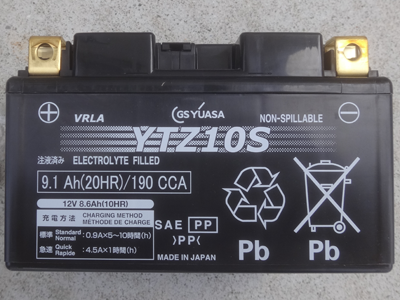 VRLA
GS YUASA
NON-SPILLABLE
YTZ10S
注液済み ELECTROLYTE FILLED
9.1 Ah(20HR)/190 CCA
12V 8.6Ah(10HR)
充電方法 CHARGING METHOD
MÉTHODE DE CHARGE
標準 Standard Normal : 0.9A×5~10時間(h)
急速 Quick Rapide : 4.5A×1時間(h)
SAE PP
>PP<
MADE IN JAPAN
Pb
Pb